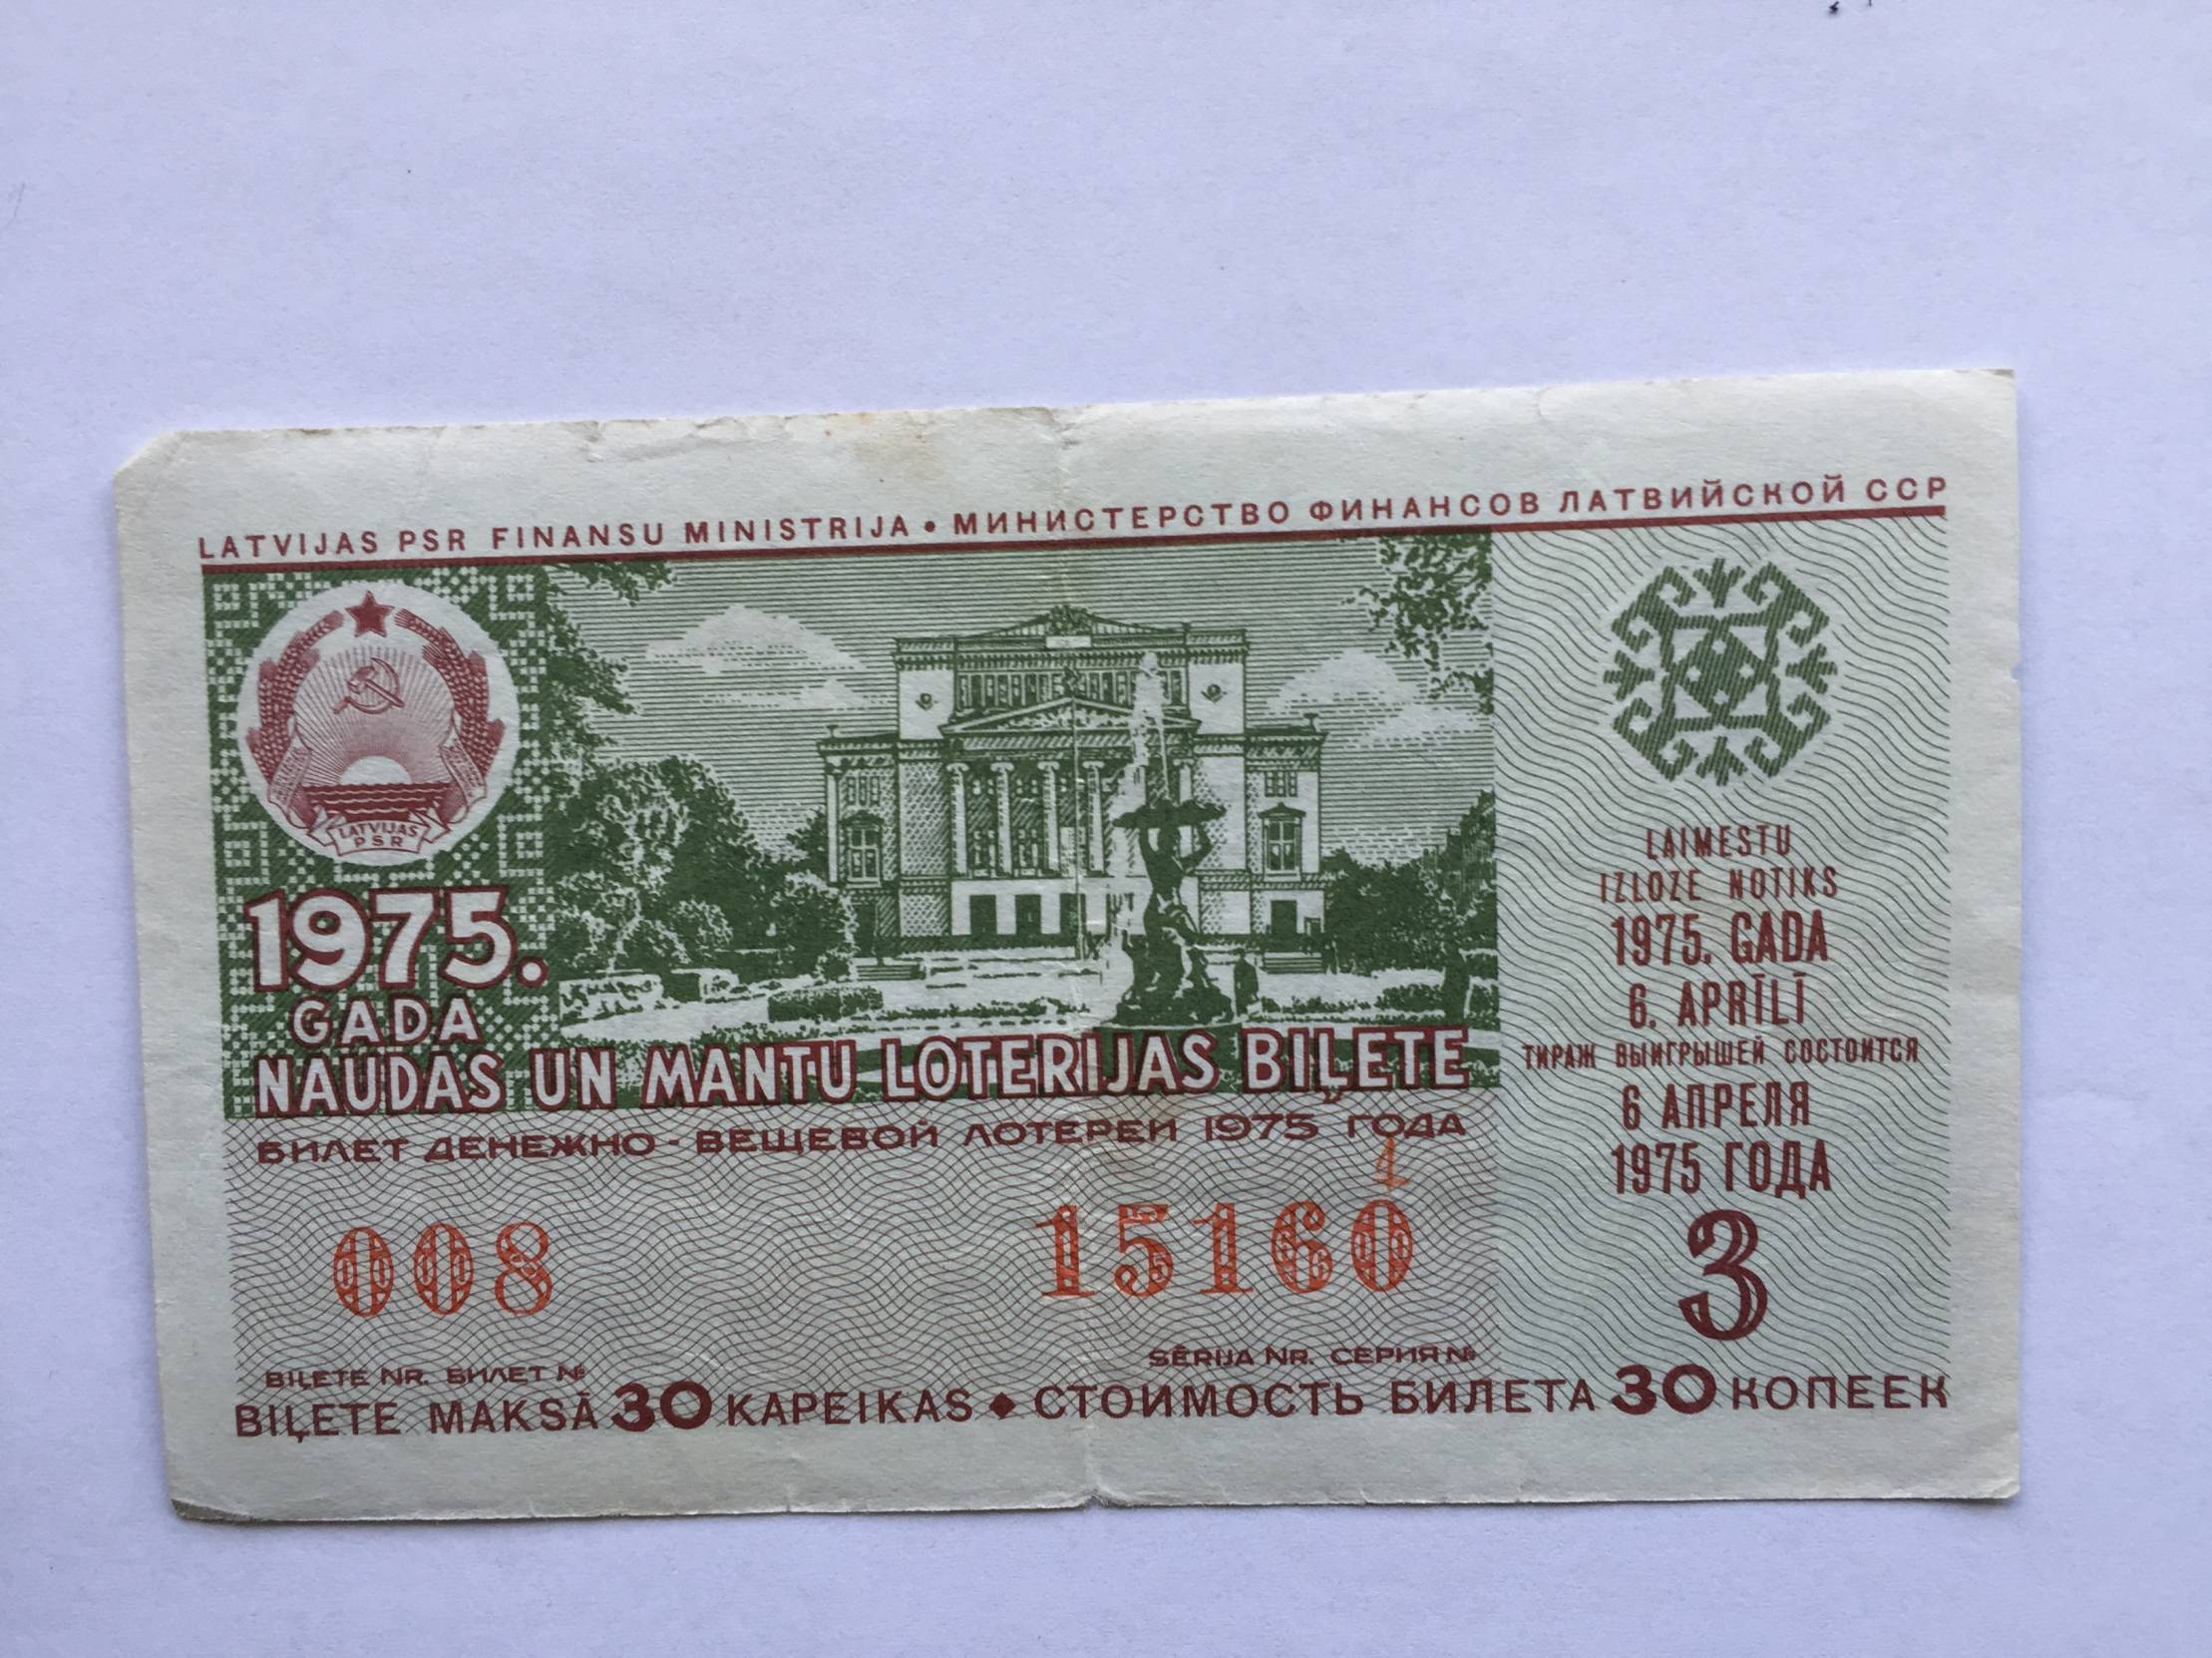 LATVIJAS PSR FINANSU MINISTRIJA • МИНИСТЕРСТВО ФИНАНСОВ ЛАТВИЙСКОЙ ССР
LATVIJAS
PSR
1975.
GADA
NAUDAS UN MANTU LOTERIJAS BIĻETE
БИЛЕТ ДЕНЕЖНО - ВЕЩЕВОЙ ЛОТЕРЕИ 1975 ГОДА
1
008 15160
BIĻETE NR. БИЛЕТ № SĒRIJA NR. СЕРИЯ №
LAIMESTU
IZLOZE NOTIKS
1975. GADA
6. APRĪLĪ
ТИРАЖ ВЫИГРЫШЕЙ СОСТОИТСЯ
6 АПРЕЛЯ
1975 ГОДА
3
BIĻETE MAKSĀ 30 KAPEIKAS ◆ СТОИМОСТЬ БИЛЕТА 30 КОПЕЕК